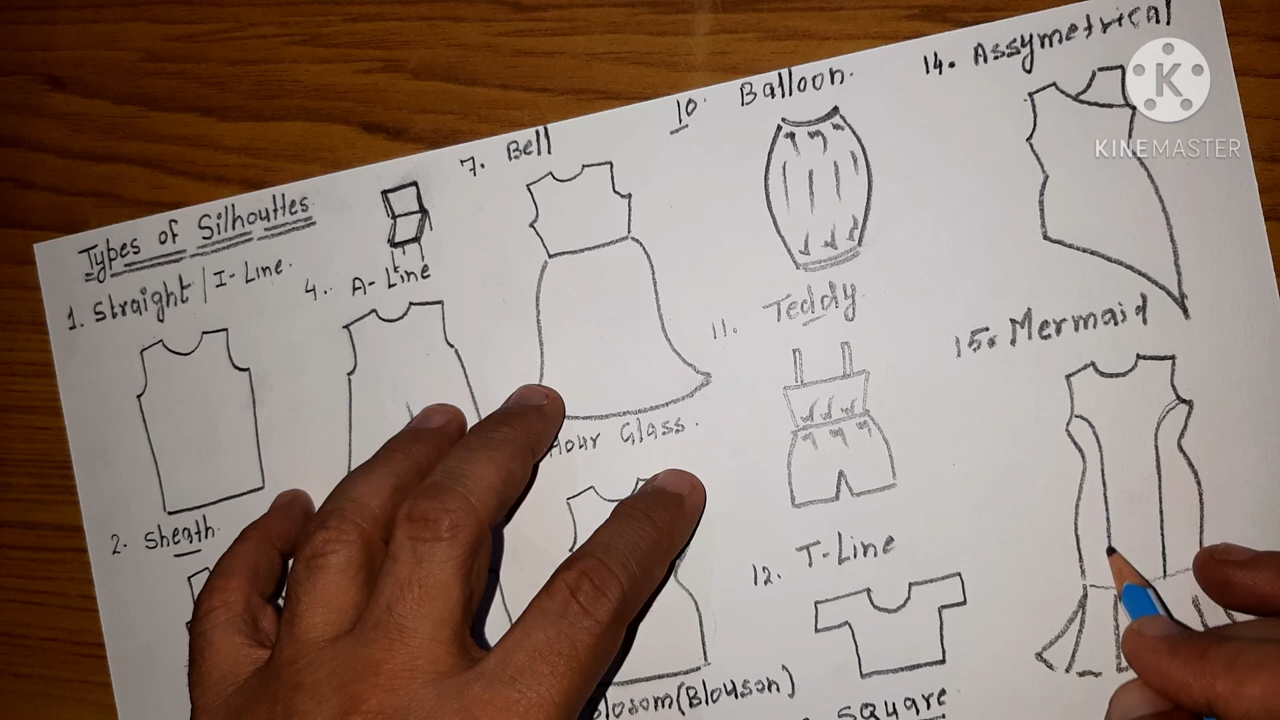 Types of Silhouttes
1. Straight / I-Line.
2. Sheath.
4. A-Line
7. Bell
Hour Glass.
Blosom (Blouson)
10. Balloon.
11. Teddy
12. T-Line
Square
14. Assymetrical
15. Mermaid
K
KINEMASTER